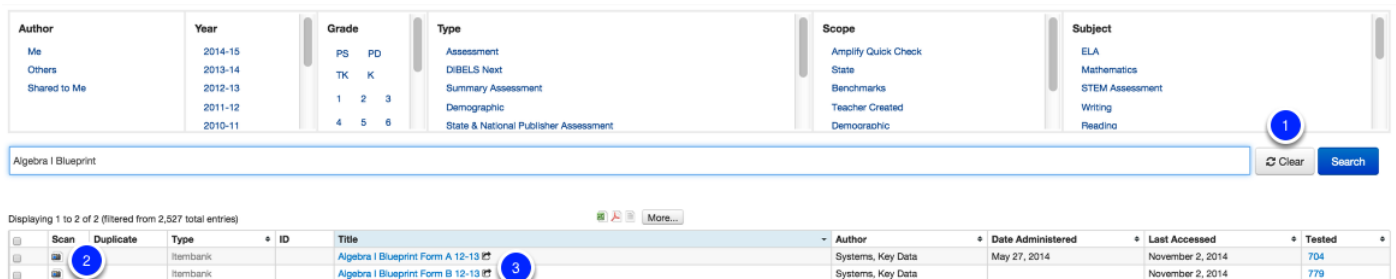 Author Year Grade Type Scope Subject
Me 2014-15 PS PD Assessment Amplify Quick Check ELA
Others 2013-14 TK K DIBELS Next State Mathematics
Shared to Me 2012-13 Summary Assessment Benchmarks STEM Assessment
2011-12 1 2 3 Demographic Teacher Created Writing
2010-11 4 5 6 State & National Publisher Assessment Demographic Reading
1
Algebra I Blueprint Clear Search
Displaying 1 to 2 of 2 (filtered from 2,527 total entries) More...
Scan Duplicate Type ID Title Author Date Administered Last Accessed Tested
2 Itembank Algebra I Blueprint Form A 12-13 Systems, Key Data May 27, 2014 November 2, 2014 704
Itembank Algebra I Blueprint Form B 12-13 3 Systems, Key Data November 2, 2014 779